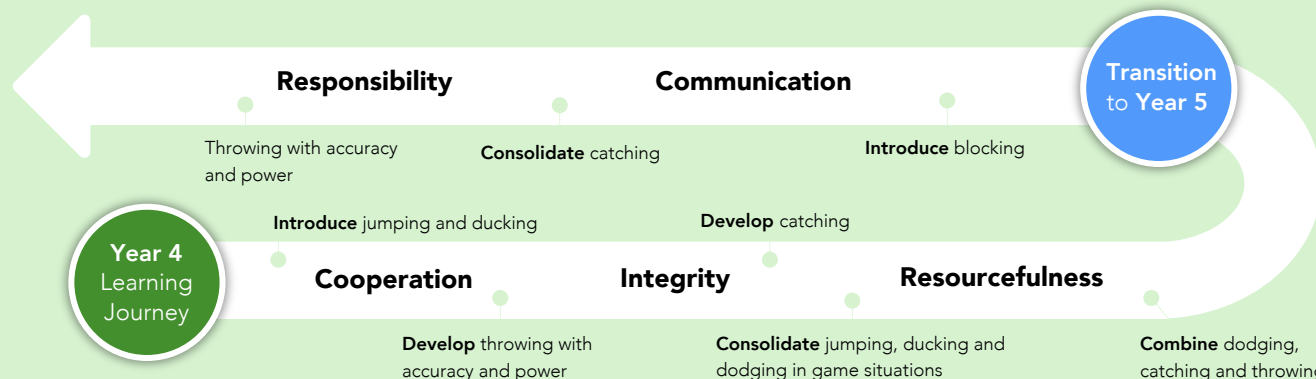 Responsibility
Communication
Transition
to Year 5
Throwing with accuracy
and power
Consolidate catching
Introduce blocking
Introduce jumping and ducking
Develop catching
Year 4
Learning
Journey
Cooperation
Integrity
Resourcefulness
Develop throwing with
accuracy and power
Consolidate jumping, ducking and
dodging in game situations
Combine dodging,
catching and throwing